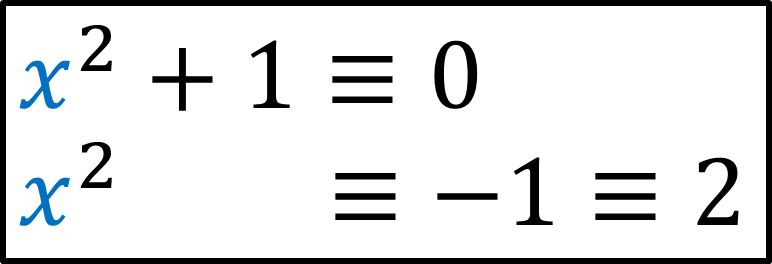 x² + 1 ≡ 0
x² ≡ −1 ≡ 2